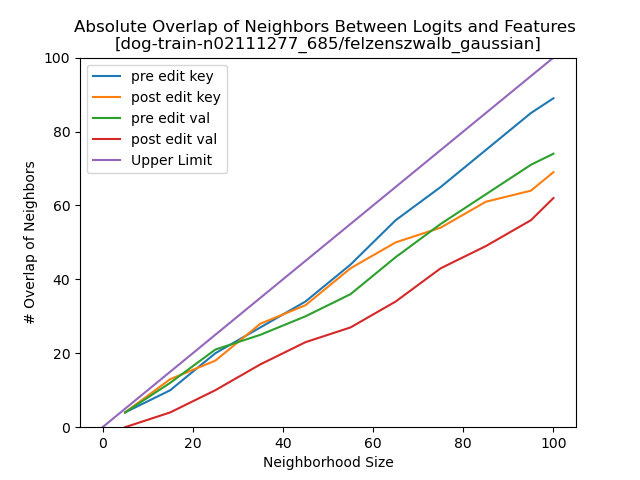 Absolute Overlap of Neighbors Between Logits and Features
[dog-train-n02111277_685/felzenszwalb_gaussian]
pre edit key
post edit key
pre edit val
post edit val
Upper Limit
# Overlap of Neighbors
100
80
60
40
20
0
0 20 40 60 80 100
Neighborhood Size